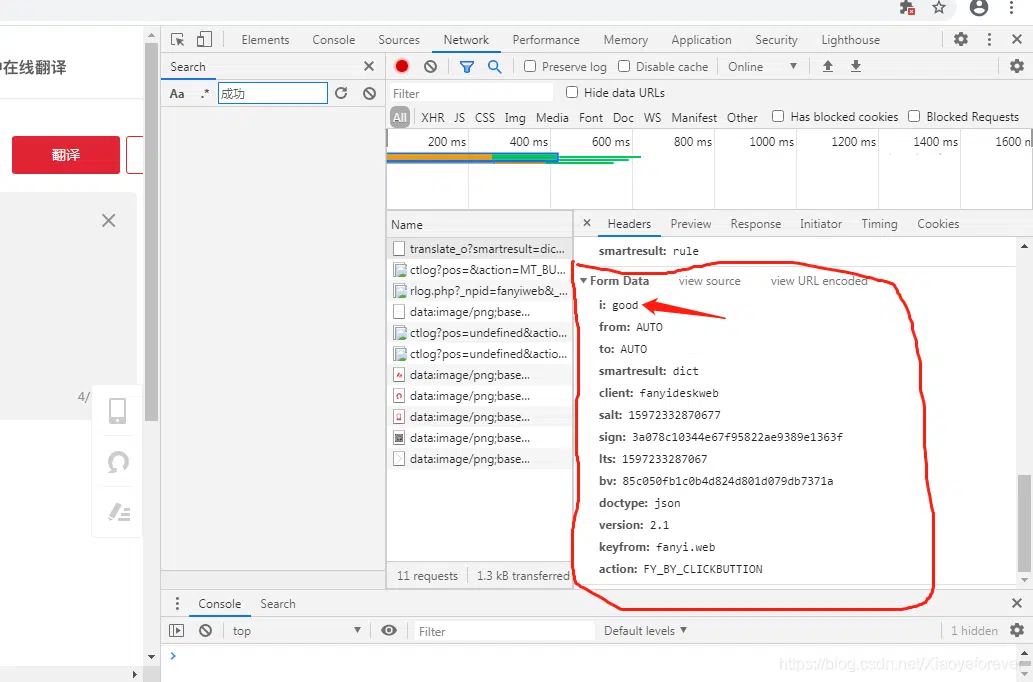 Elements Console Sources Network Performance Memory Application Security Lighthouse
中在线翻译
翻译
4/
Search
Aa .* 成功
Preserve log Disable cache Online
Filter Hide data URLs
All XHR JS CSS Img Media Font Doc WS Manifest Other Has blocked cookies Blocked Requests
200 ms 400 ms 600 ms 800 ms 1000 ms 1200 ms 1400 ms 1600 m
Name
translate_o?smartresult=dic...
ctlog?pos=&action=MT_BU...
rlog.php?_npid=fanyiweb&_...
data:image/png;base...
ctlog?pos=undefined&actio...
ctlog?pos=undefined&actio...
data:image/png;base...
data:image/png;base...
data:image/png;base...
data:image/png;base...
data:image/png;base...
11 requests 1.3 kB transferred
Headers Preview Response Initiator Timing Cookies
smartresult: rule
Form Data view source view URL encoded
i: good
from: AUTO
to: AUTO
smartresult: dict
client: fanyideskweb
salt: 15972332870677
sign: 3a078c10344e67f95822ae9389e1363f
lts: 1597233287067
bv: 85c050fb1c0b4d824d801d079db7371a
doctype: json
version: 2.1
keyfrom: fanyi.web
action: FY_BY_CLICKBUTTION
Console Search
top Filter Default levels 1 hidden
https://blog.csdn.net/Xiaoyeforever